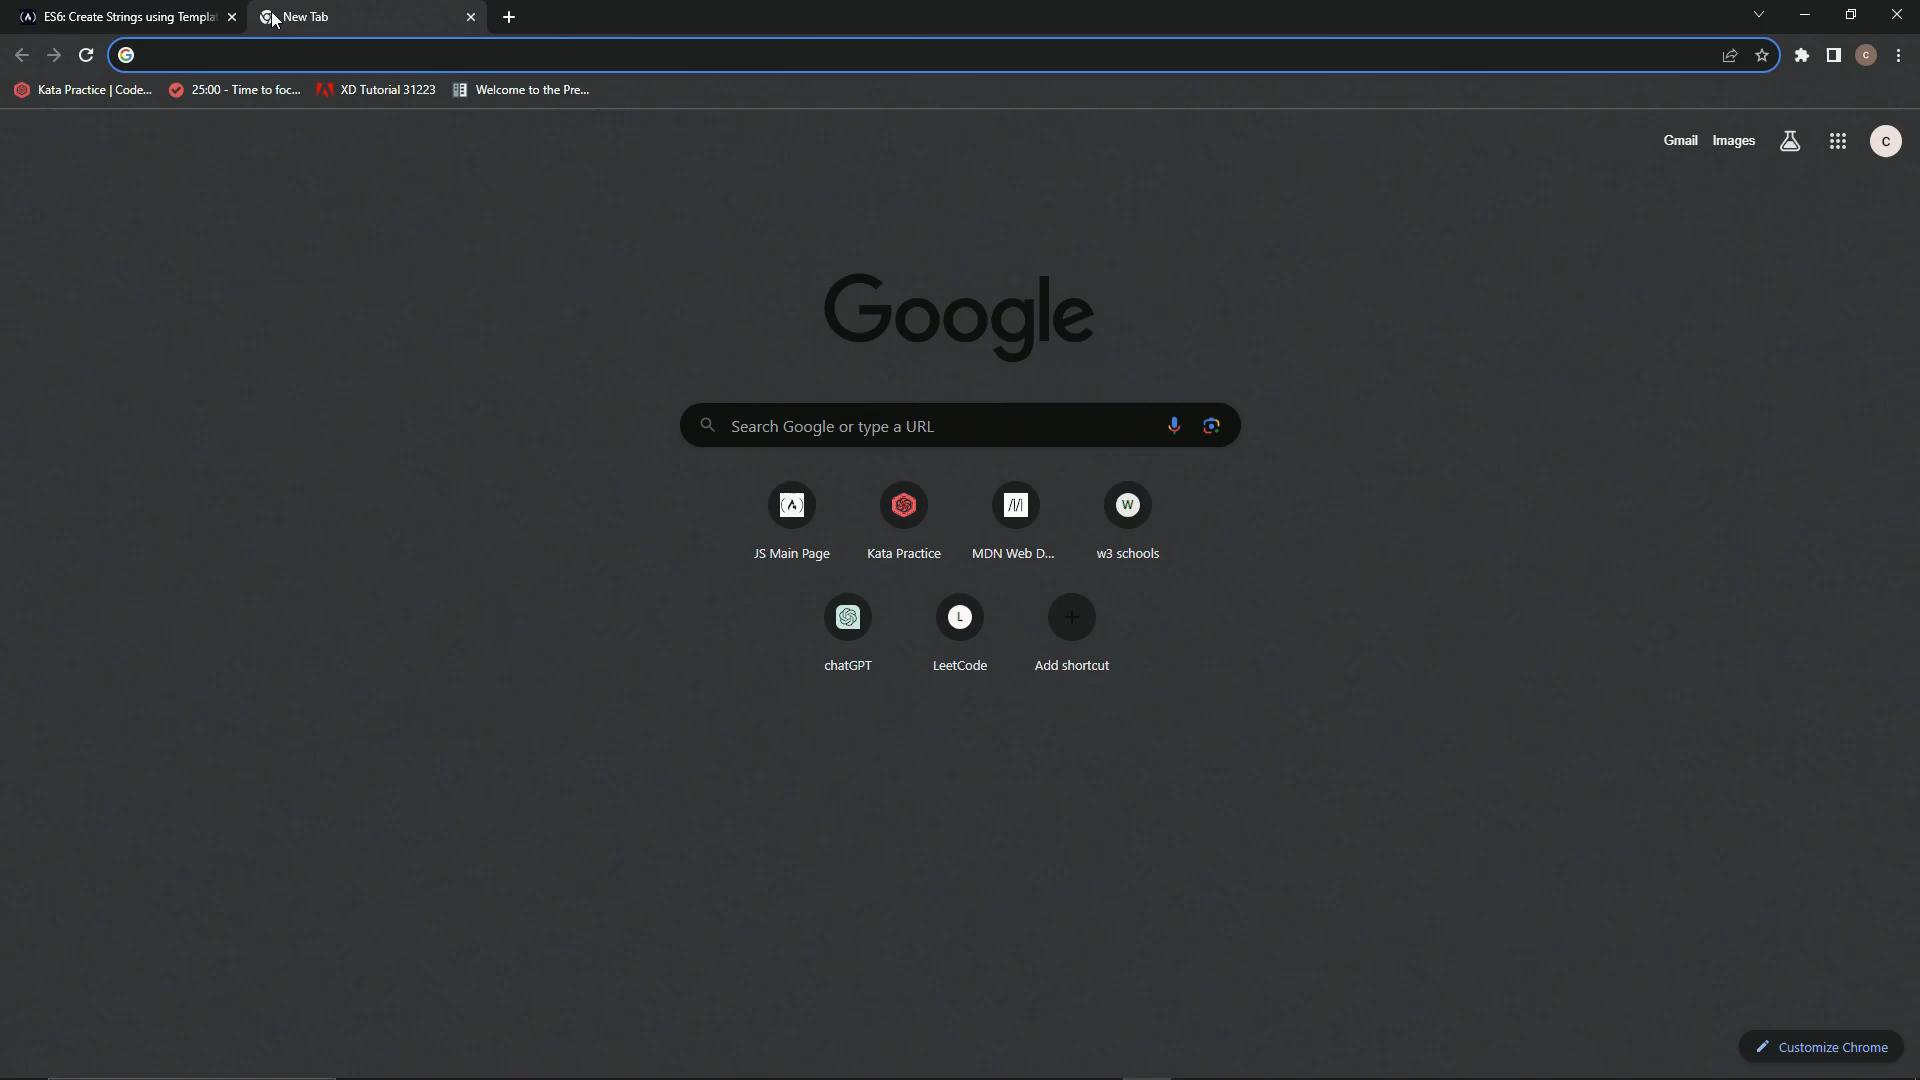 ES6: Create Strings using Templat
New Tab
Kata Practice | Code...
25:00 - Time to foc...
XD Tutorial 31223
Welcome to the Pre...
Gmail
Images
C
C
Google
Search Google or type a URL
JS Main Page
Kata Practice
MDN Web D...
W
w3 schools
chatGPT
L
LeetCode
Add shortcut
Customize Chrome